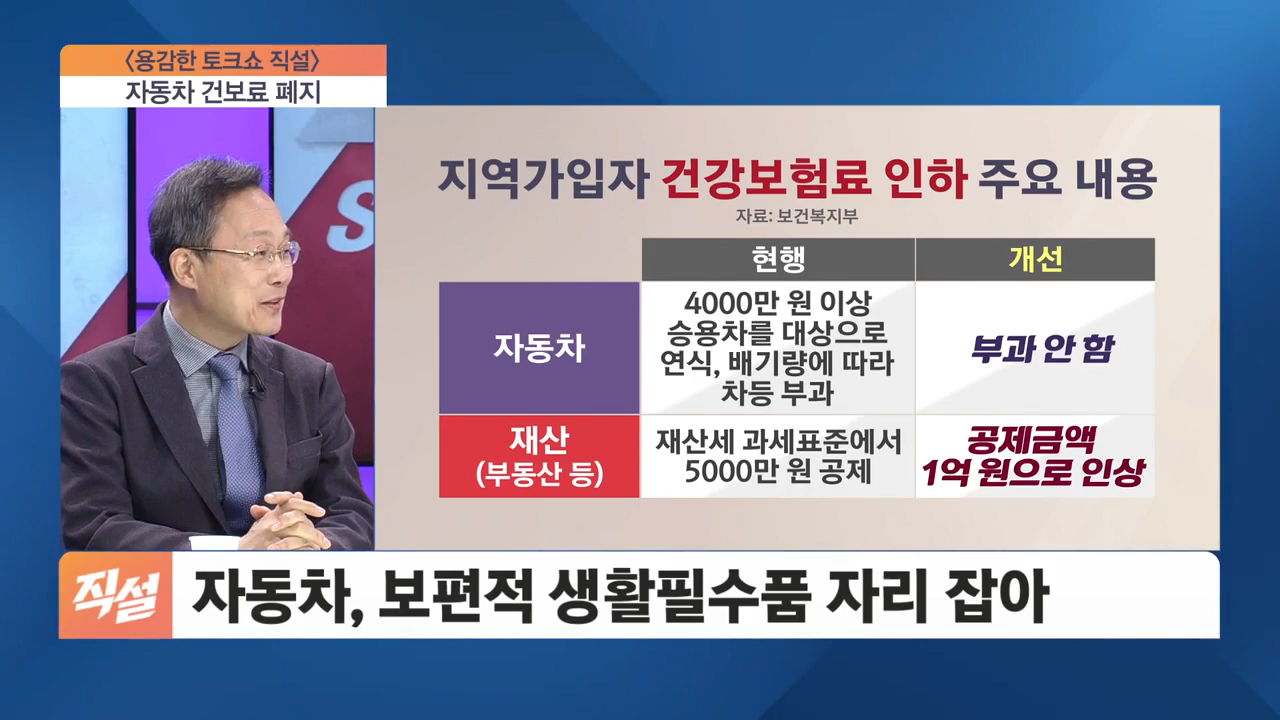 <용감한 토크쇼 직설>
자동차 건보료 폐지
S
지역가입자 건강보험료 인하 주요 내용
자료: 보건복지부
현행 개선
자동차
4000만 원 이상
승용차를 대상으로
연식, 배기량에 따라
차등 부과
부과 안 함
재산
(부동산 등)
재산세 과세표준에서
5000만 원 공제
공제금액
1억 원으로 인상
직설
자동차, 보편적 생활필수품 자리 잡아